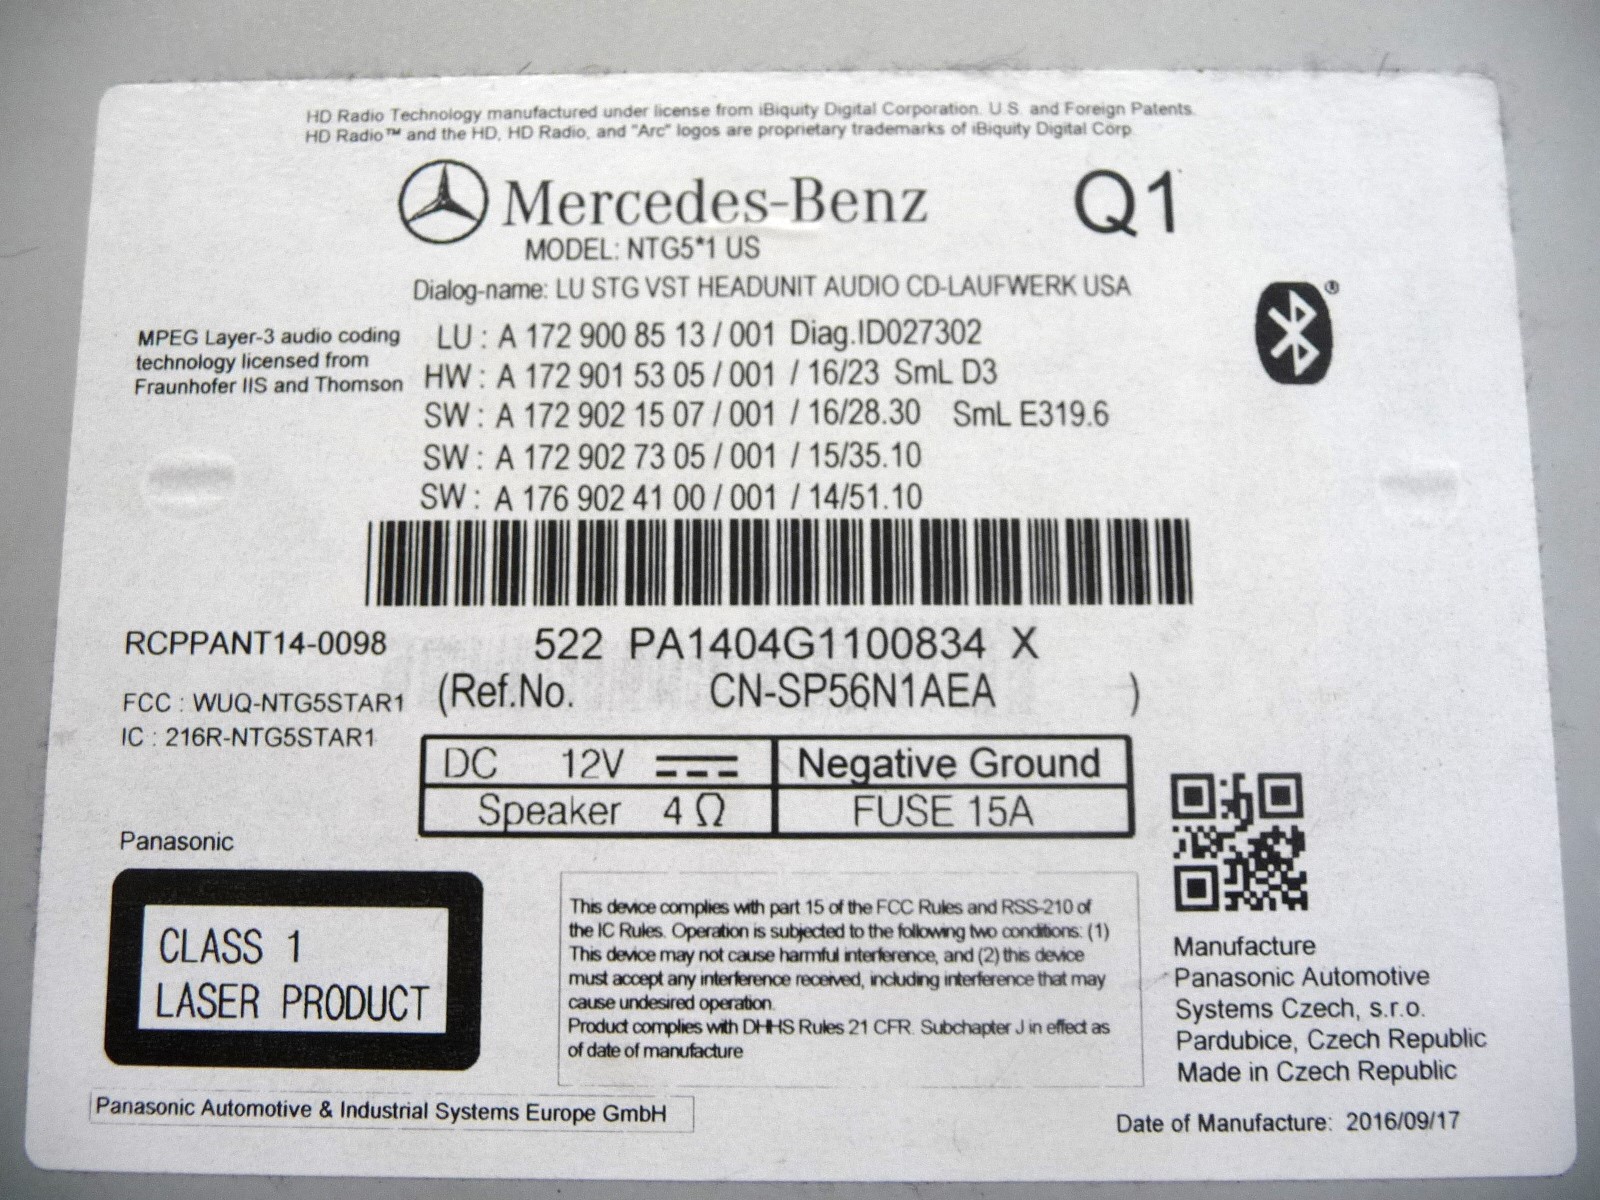 HD Radio Technology manufactured under license from iBiquity Digital Corporation. U.S. and Foreign Patents.
HD Radio™ and the HD, HD Radio, and "Arc" logos are proprietary trademarks of iBiquity Digital Corp.
Mercedes-Benz
Q1
MODEL: NTG5*1 US
Dialog-name: LU STG VST HEADUNIT AUDIO CD-LAUFWERK USA
MPEG Layer-3 audio coding
technology licensed from
Fraunhofer IIS and Thomson
LU : A 172 900 85 13 / 001 Diag.ID027302
HW : A 172 901 53 05 / 001 / 16/23 SmL D3
SW : A 172 902 15 07 / 001 / 16/28.30 SmL E319.6
SW : A 172 902 73 05 / 001 / 15/35.10
SW : A 176 902 41 00 / 001 / 14/51.10
RCPPANT14-0098
522 PA1404G1100834 X
FCC : WUQ-NTG5STAR1
IC : 216R-NTG5STAR1
(Ref.No. CN-SP56N1AEA )
DC 12V
Negative Ground
Speaker 4 Ω
FUSE 15A
Panasonic
CLASS 1
LASER PRODUCT
This device complies with part 15 of the FCC Rules and RSS-210 of
the IC Rules. Operation is subjected to the following two conditions: (1)
This device may not cause harmful interference, and (2) this device
must accept any interference received, including interference that may
cause undesired operation.
Product complies with DHHS Rules 21 CFR. Subchapter J in effect as
of date of manufacture
Manufacture
Panasonic Automotive
Systems Czech, s.r.o.
Pardubice, Czech Republic
Made in Czech Republic
Panasonic Automotive & Industrial Systems Europe GmbH
Date of Manufacture: 2016/09/17